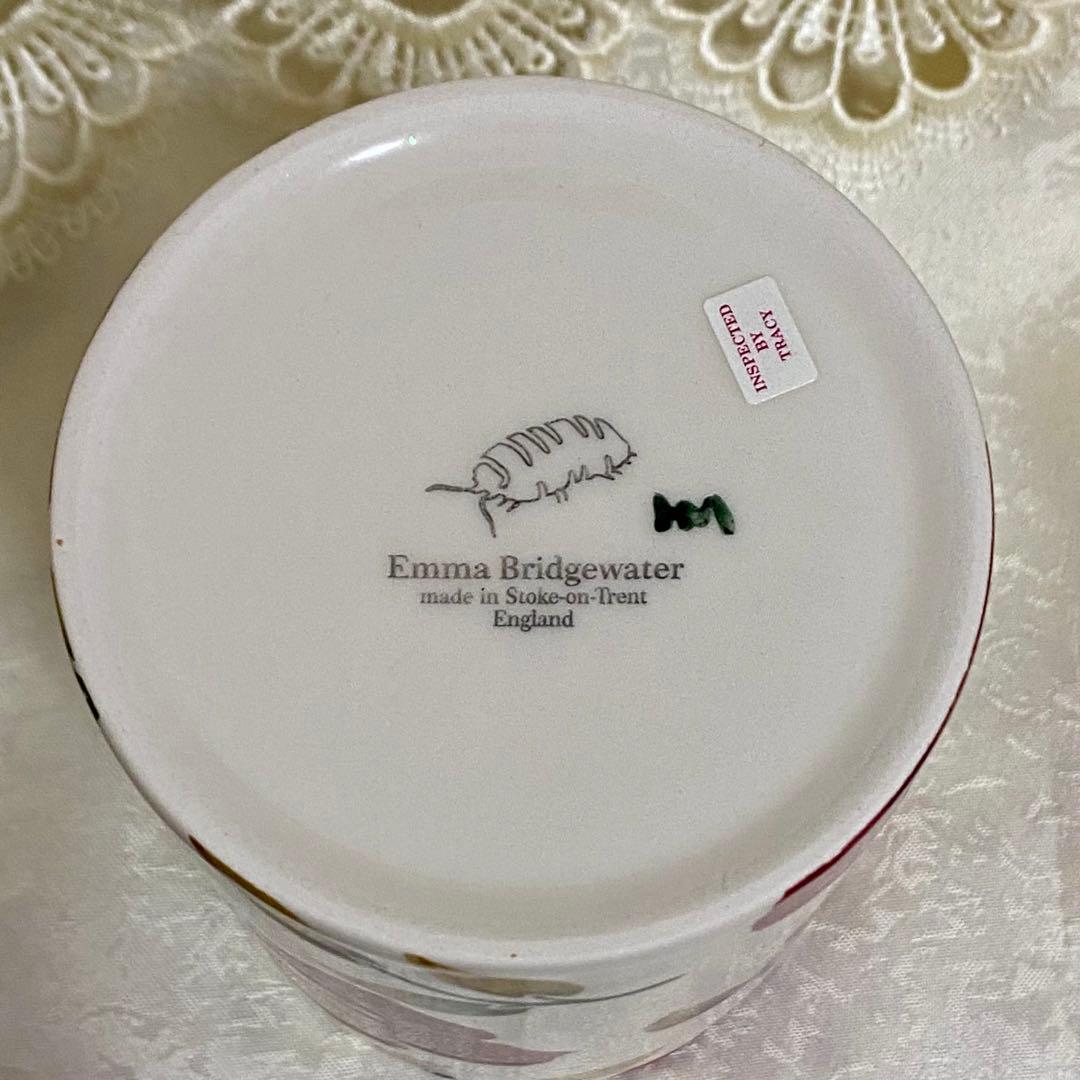 INSPECTED
BY
TRACY
Emma Bridgewater
made in Stoke-on-Trent
England